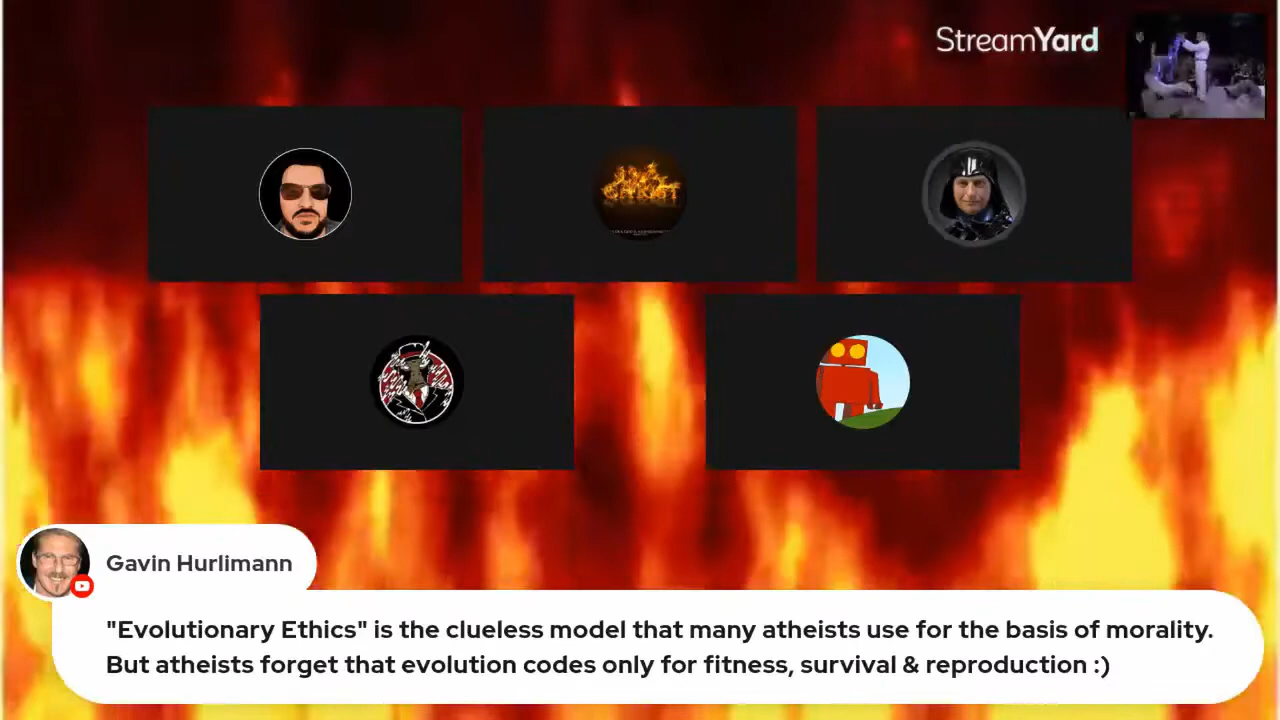 StreamYard
Gavin Hurlimann
"Evolutionary Ethics" is the clueless model that many atheists use for the basis of morality.
But atheists forget that evolution codes only for fitness, survival & reproduction :)